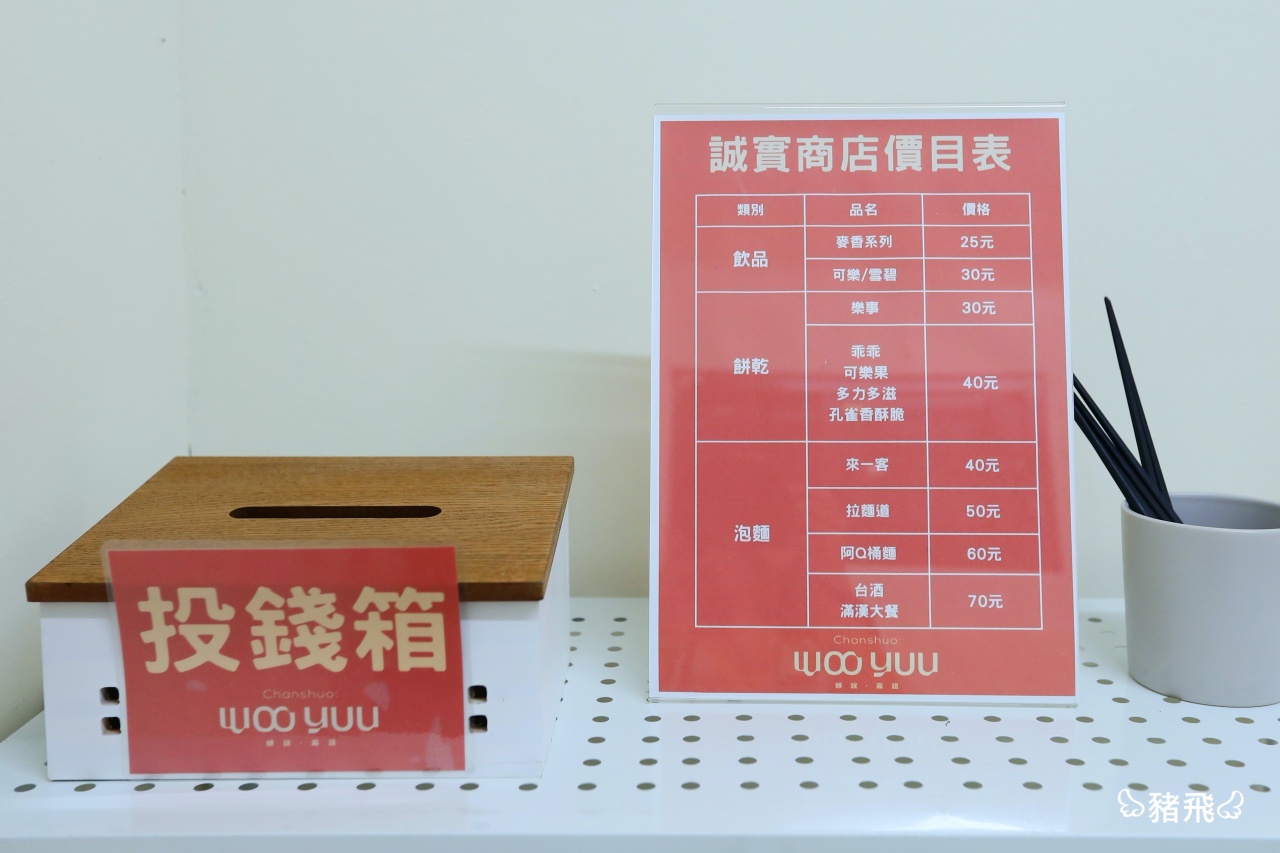 誠實商店價目表
類別 品名 價格
飲品
麥香系列 25元
可樂/雪碧 30元
餅乾
樂事 30元
乖乖
可樂果
多力多滋
孔雀香酥脆
40元
泡麵
來一客 40元
拉麵道 50元
阿Q桶麵 60元
台酒
滿漢大餐
70元
Chanshuo:
woo yuu
投錢箱
Chanshuo:
woo yuu
豬飛